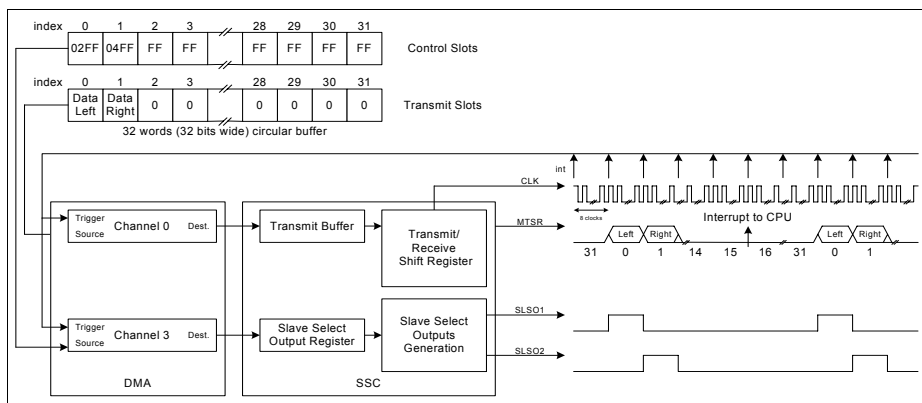 index 0 1 2 3 28 29 30 31
02FF 04FF FF FF FF FF FF FF
Control Slots
index 0 1 2 3 28 29 30 31
Data Left Data Right 0 0 0 0 0 0
Transmit Slots
32 words (32 bits wide) circular buffer
int
CLK
8 clocks
Interrupt to CPU
Trigger
Source
Channel 0
Dest.
Transmit Buffer
Transmit/
Receive
Shift Register
MTSR
Left Right Left Right
31 0 1 14 15 16 31 0 1
Trigger
Source
Channel 3
Dest.
Slave Select
Output Register
Slave Select
Outputs
Generation
SLSO1
SLSO2
DMA
SSC